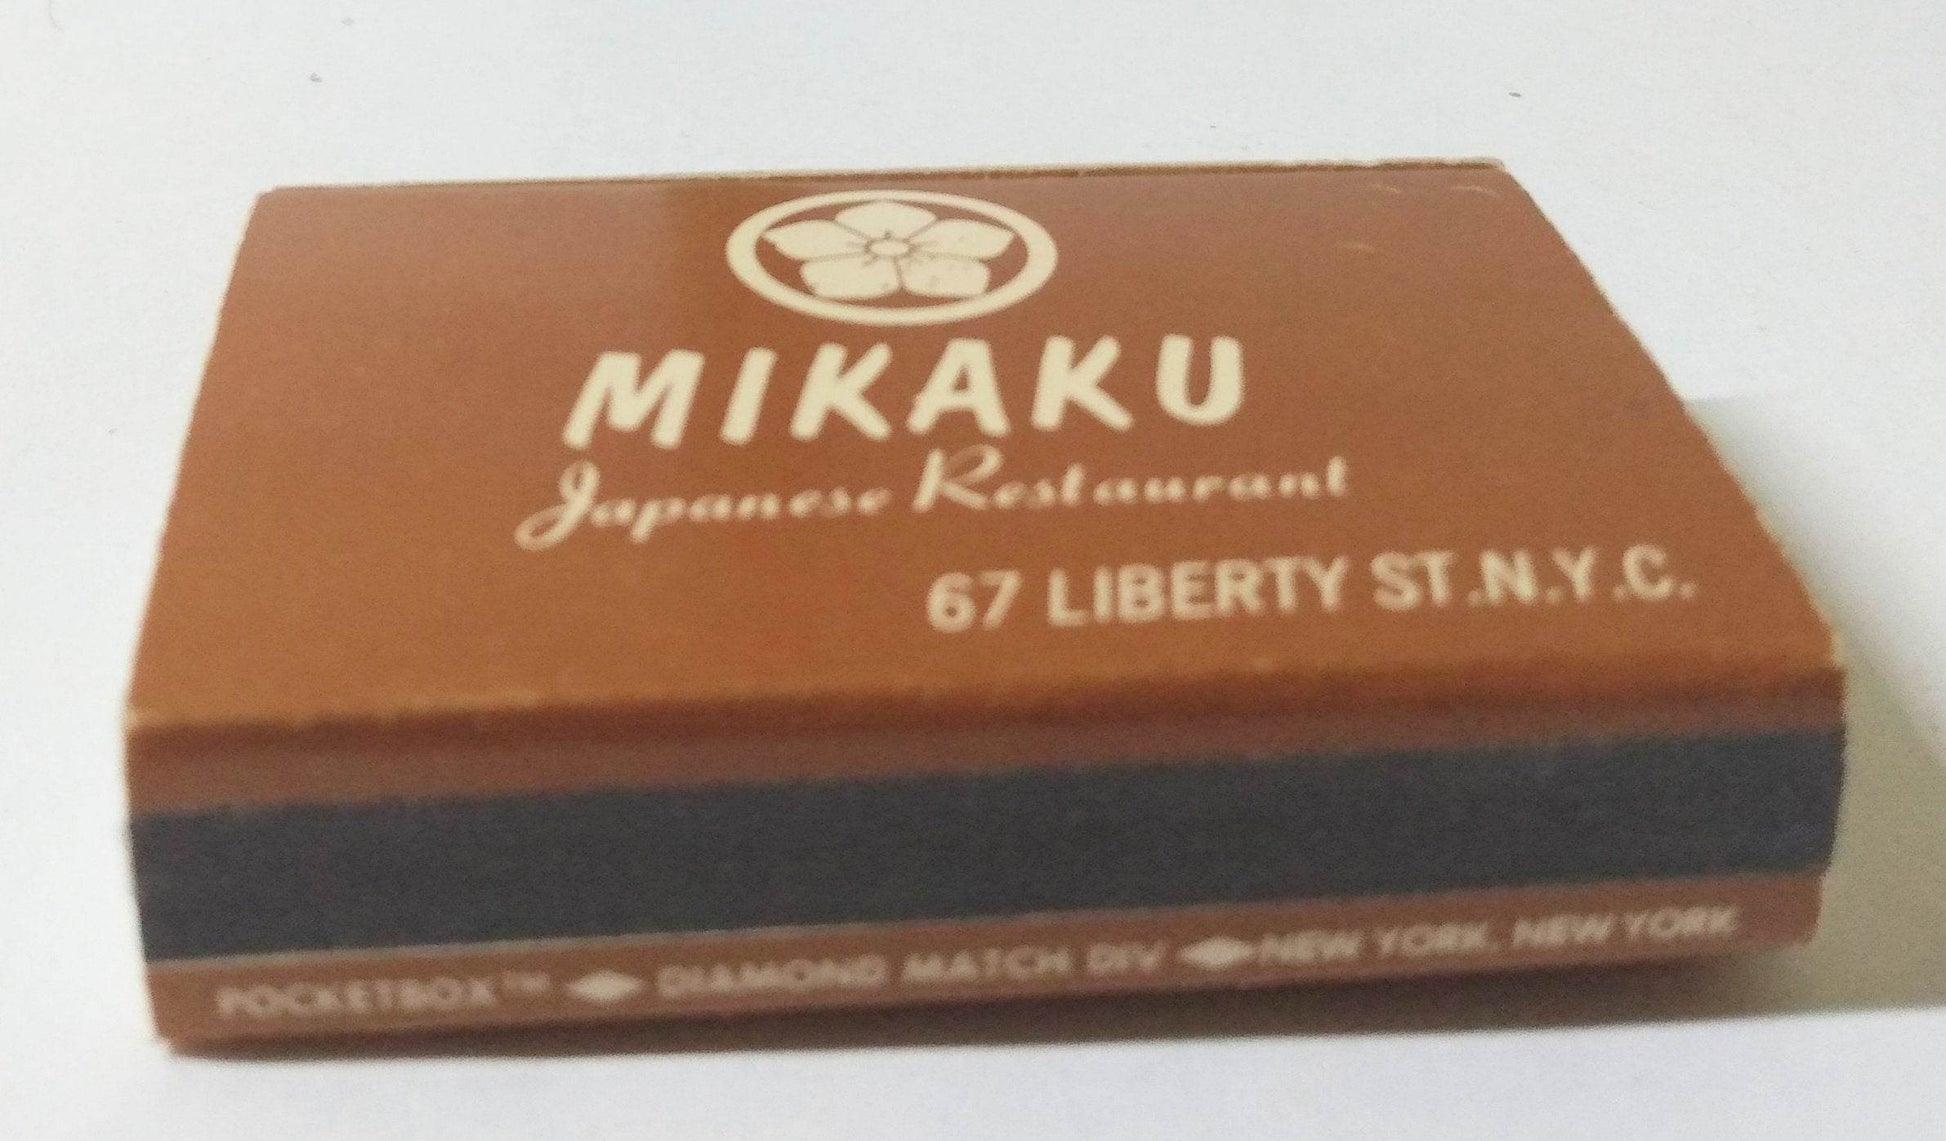 MIKAKU
Japanese Restaurant
67 LIBERTY ST.N.Y.C.
POCKETBOX™ DIAMOND MATCH DIV NEW YORK, NEW YORK